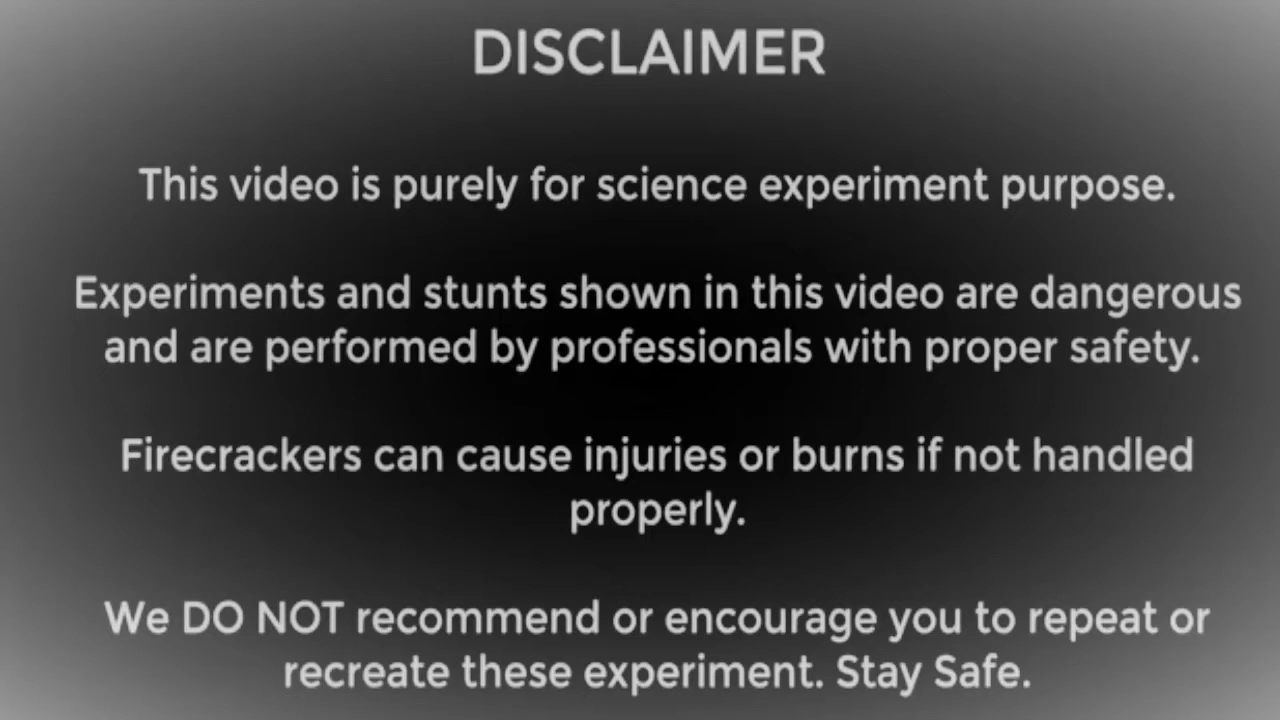 DISCLAIMER
This video is purely for science experiment purpose.
Experiments and stunts shown in this video are dangerous
and are performed by professionals with proper safety.
Firecrackers can cause injuries or burns if not handled
properly.
We DO NOT recommend or encourage you to repeat or
recreate these experiment. Stay Safe.